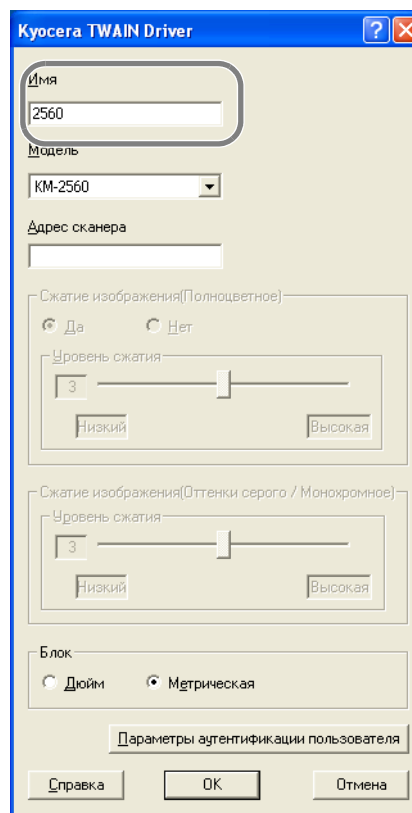 Kyocera TWAIN Driver
Имя
2560
Модель
KM-2560
Адрес сканера
Сжатие изображения(Полноцветное)
Да Нет
Уровень сжатия
3
Низкий Высокая
Сжатие изображения(Оттенки серого / Монохромное)
Уровень сжатия
3
Низкий Высокая
Блок
Дюйм Метрическая
Параметры аутентификации пользователя
Справка OK Отмена